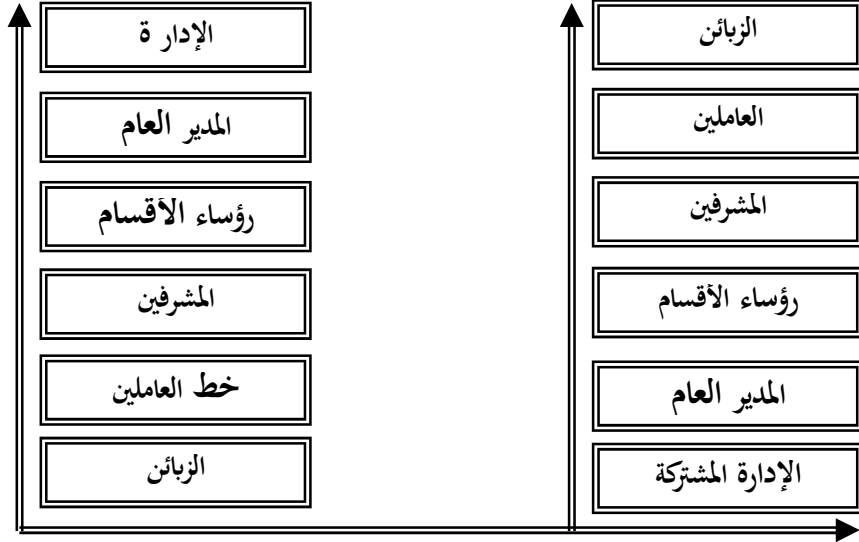 الزبائن
العاملين
المشرفين
رؤساء الأقسام
المدير العام
الإدارة المشتركة
الإدار ة
المدير العام
رؤساء الأقسام
المشرفين
خط العاملين
الزبائن